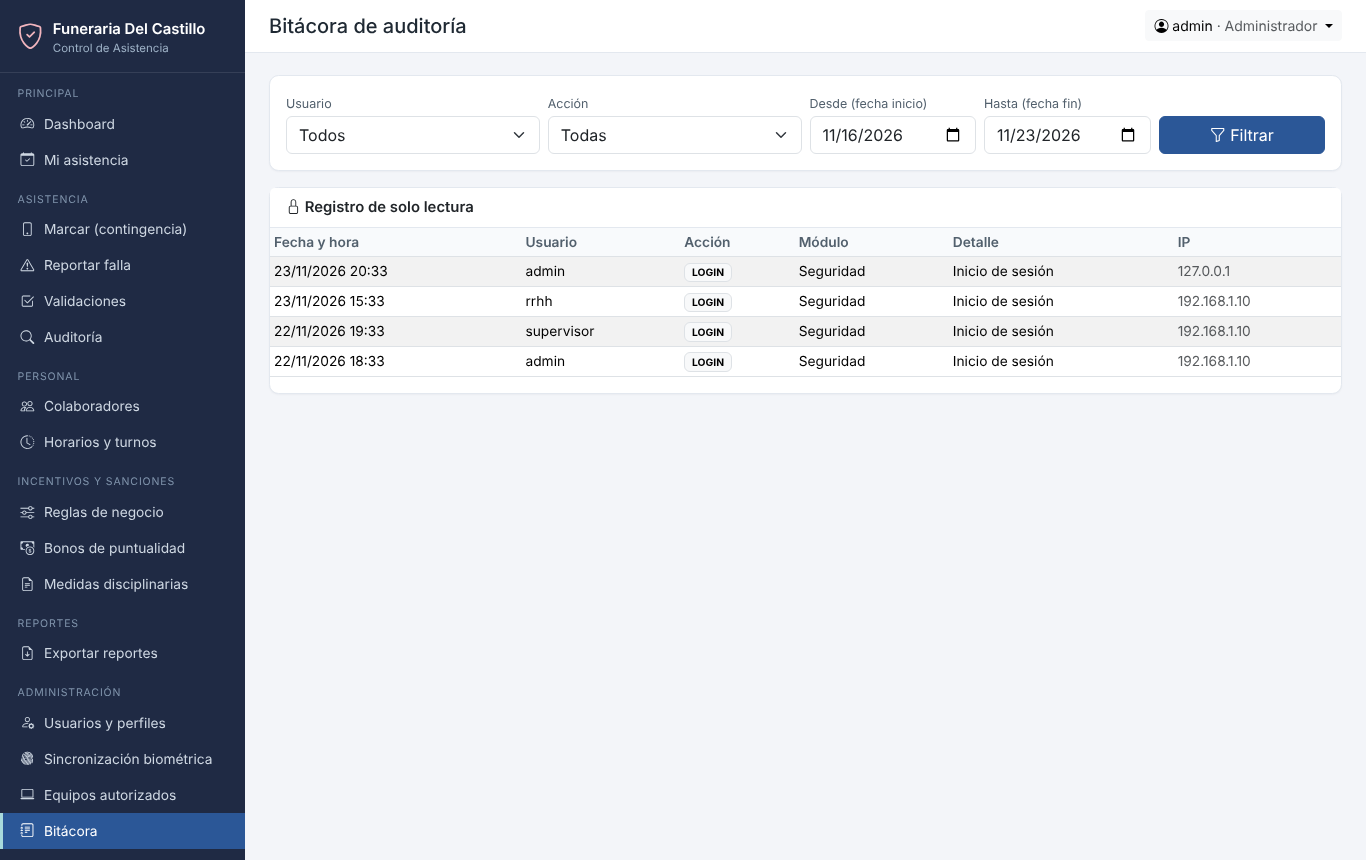 Funeraria Del Castillo
Control de Asistencia
PRINCIPAL
Dashboard
Mi asistencia
ASISTENCIA
Marcar (contingencia)
Reportar falla
Validaciones
Auditoría
PERSONAL
Colaboradores
Horarios y turnos
INCENTIVOS Y SANCIONES
Reglas de negocio
Bonos de puntualidad
Medidas disciplinarias
REPORTES
Exportar reportes
ADMINISTRACIÓN
Usuarios y perfiles
Sincronización biométrica
Equipos autorizados
Bitácora
Bitácora de auditoría
admin · Administrador
Usuario Acción Desde (fecha inicio) Hasta (fecha fin)
Todos Todas 11/16/2026 11/23/2026 Filtrar
Registro de solo lectura
Fecha y hora Usuario Acción Módulo Detalle IP
23/11/2026 20:33 admin LOGIN Seguridad Inicio de sesión 127.0.0.1
23/11/2026 15:33 rrhh LOGIN Seguridad Inicio de sesión 192.168.1.10
22/11/2026 19:33 supervisor LOGIN Seguridad Inicio de sesión 192.168.1.10
22/11/2026 18:33 admin LOGIN Seguridad Inicio de sesión 192.168.1.10